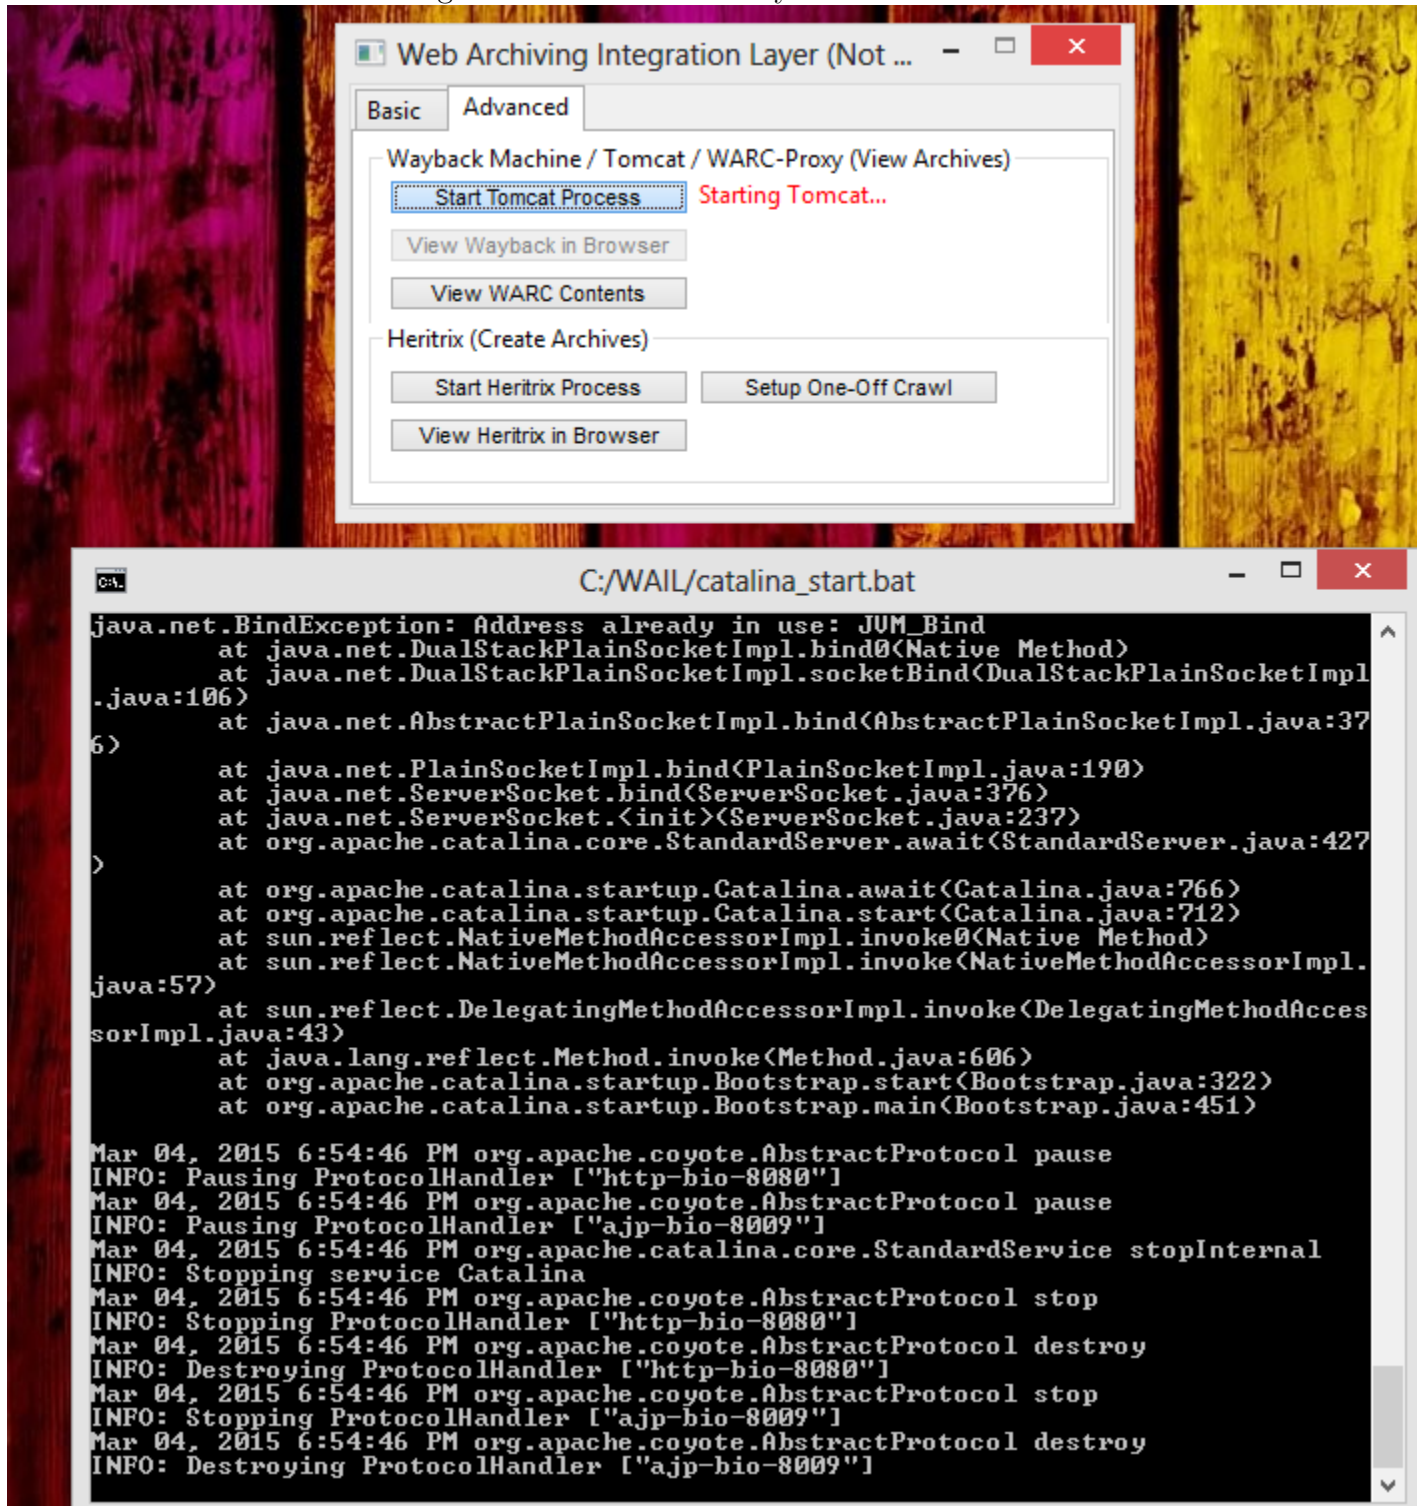 Web Archiving Integration Layer (Not ...
Basic
Advanced
Wayback Machine / Tomcat / WARC-Proxy (View Archives)
Start Tomcat Process
Starting Tomcat...
View Wayback in Browser
View WARC Contents
Heritrix (Create Archives)
Start Heritrix Process
Setup One-Off Crawl
View Heritrix in Browser
C:\.
C:/WAIL/catalina_start.bat
java.net.BindException: Address already in use: JVM_Bind
at java.net.DualStackPlainSocketImpl.bind0(Native Method)
at java.net.DualStackPlainSocketImpl.socketBind(DualStackPlainSocketImpl
.java:106)
at java.net.AbstractPlainSocketImpl.bind(AbstractPlainSocketImpl.java:37
6)
at java.net.PlainSocketImpl.bind(PlainSocketImpl.java:190)
at java.net.ServerSocket.bind(ServerSocket.java:376)
at java.net.ServerSocket.<init>(ServerSocket.java:237)
at org.apache.catalina.core.StandardServer.await(StandardServer.java:427
)
at org.apache.catalina.startup.Catalina.await(Catalina.java:766)
at org.apache.catalina.startup.Catalina.start(Catalina.java:712)
at sun.reflect.NativeMethodAccessorImpl.invoke0(Native Method)
at sun.reflect.NativeMethodAccessorImpl.invoke(NativeMethodAccessorImpl.
java:57)
at sun.reflect.DelegatingMethodAccessorImpl.invoke(DelegatingMethodAcces
sorImpl.java:43)
at java.lang.reflect.Method.invoke(Method.java:606)
at org.apache.catalina.startup.Bootstrap.start(Bootstrap.java:322)
at org.apache.catalina.startup.Bootstrap.main(Bootstrap.java:451)
Mar 04, 2015 6:54:46 PM org.apache.coyote.AbstractProtocol pause
INFO: Pausing ProtocolHandler ["http-bio-8080"]
Mar 04, 2015 6:54:46 PM org.apache.coyote.AbstractProtocol pause
INFO: Pausing ProtocolHandler ["ajp-bio-8009"]
Mar 04, 2015 6:54:46 PM org.apache.catalina.core.StandardService stopInternal
INFO: Stopping service Catalina
Mar 04, 2015 6:54:46 PM org.apache.coyote.AbstractProtocol stop
INFO: Stopping ProtocolHandler ["http-bio-8080"]
Mar 04, 2015 6:54:46 PM org.apache.coyote.AbstractProtocol destroy
INFO: Destroying ProtocolHandler ["http-bio-8080"]
Mar 04, 2015 6:54:46 PM org.apache.coyote.AbstractProtocol stop
INFO: Stopping ProtocolHandler ["ajp-bio-8009"]
Mar 04, 2015 6:54:46 PM org.apache.coyote.AbstractProtocol destroy
INFO: Destroying ProtocolHandler ["ajp-bio-8009"]